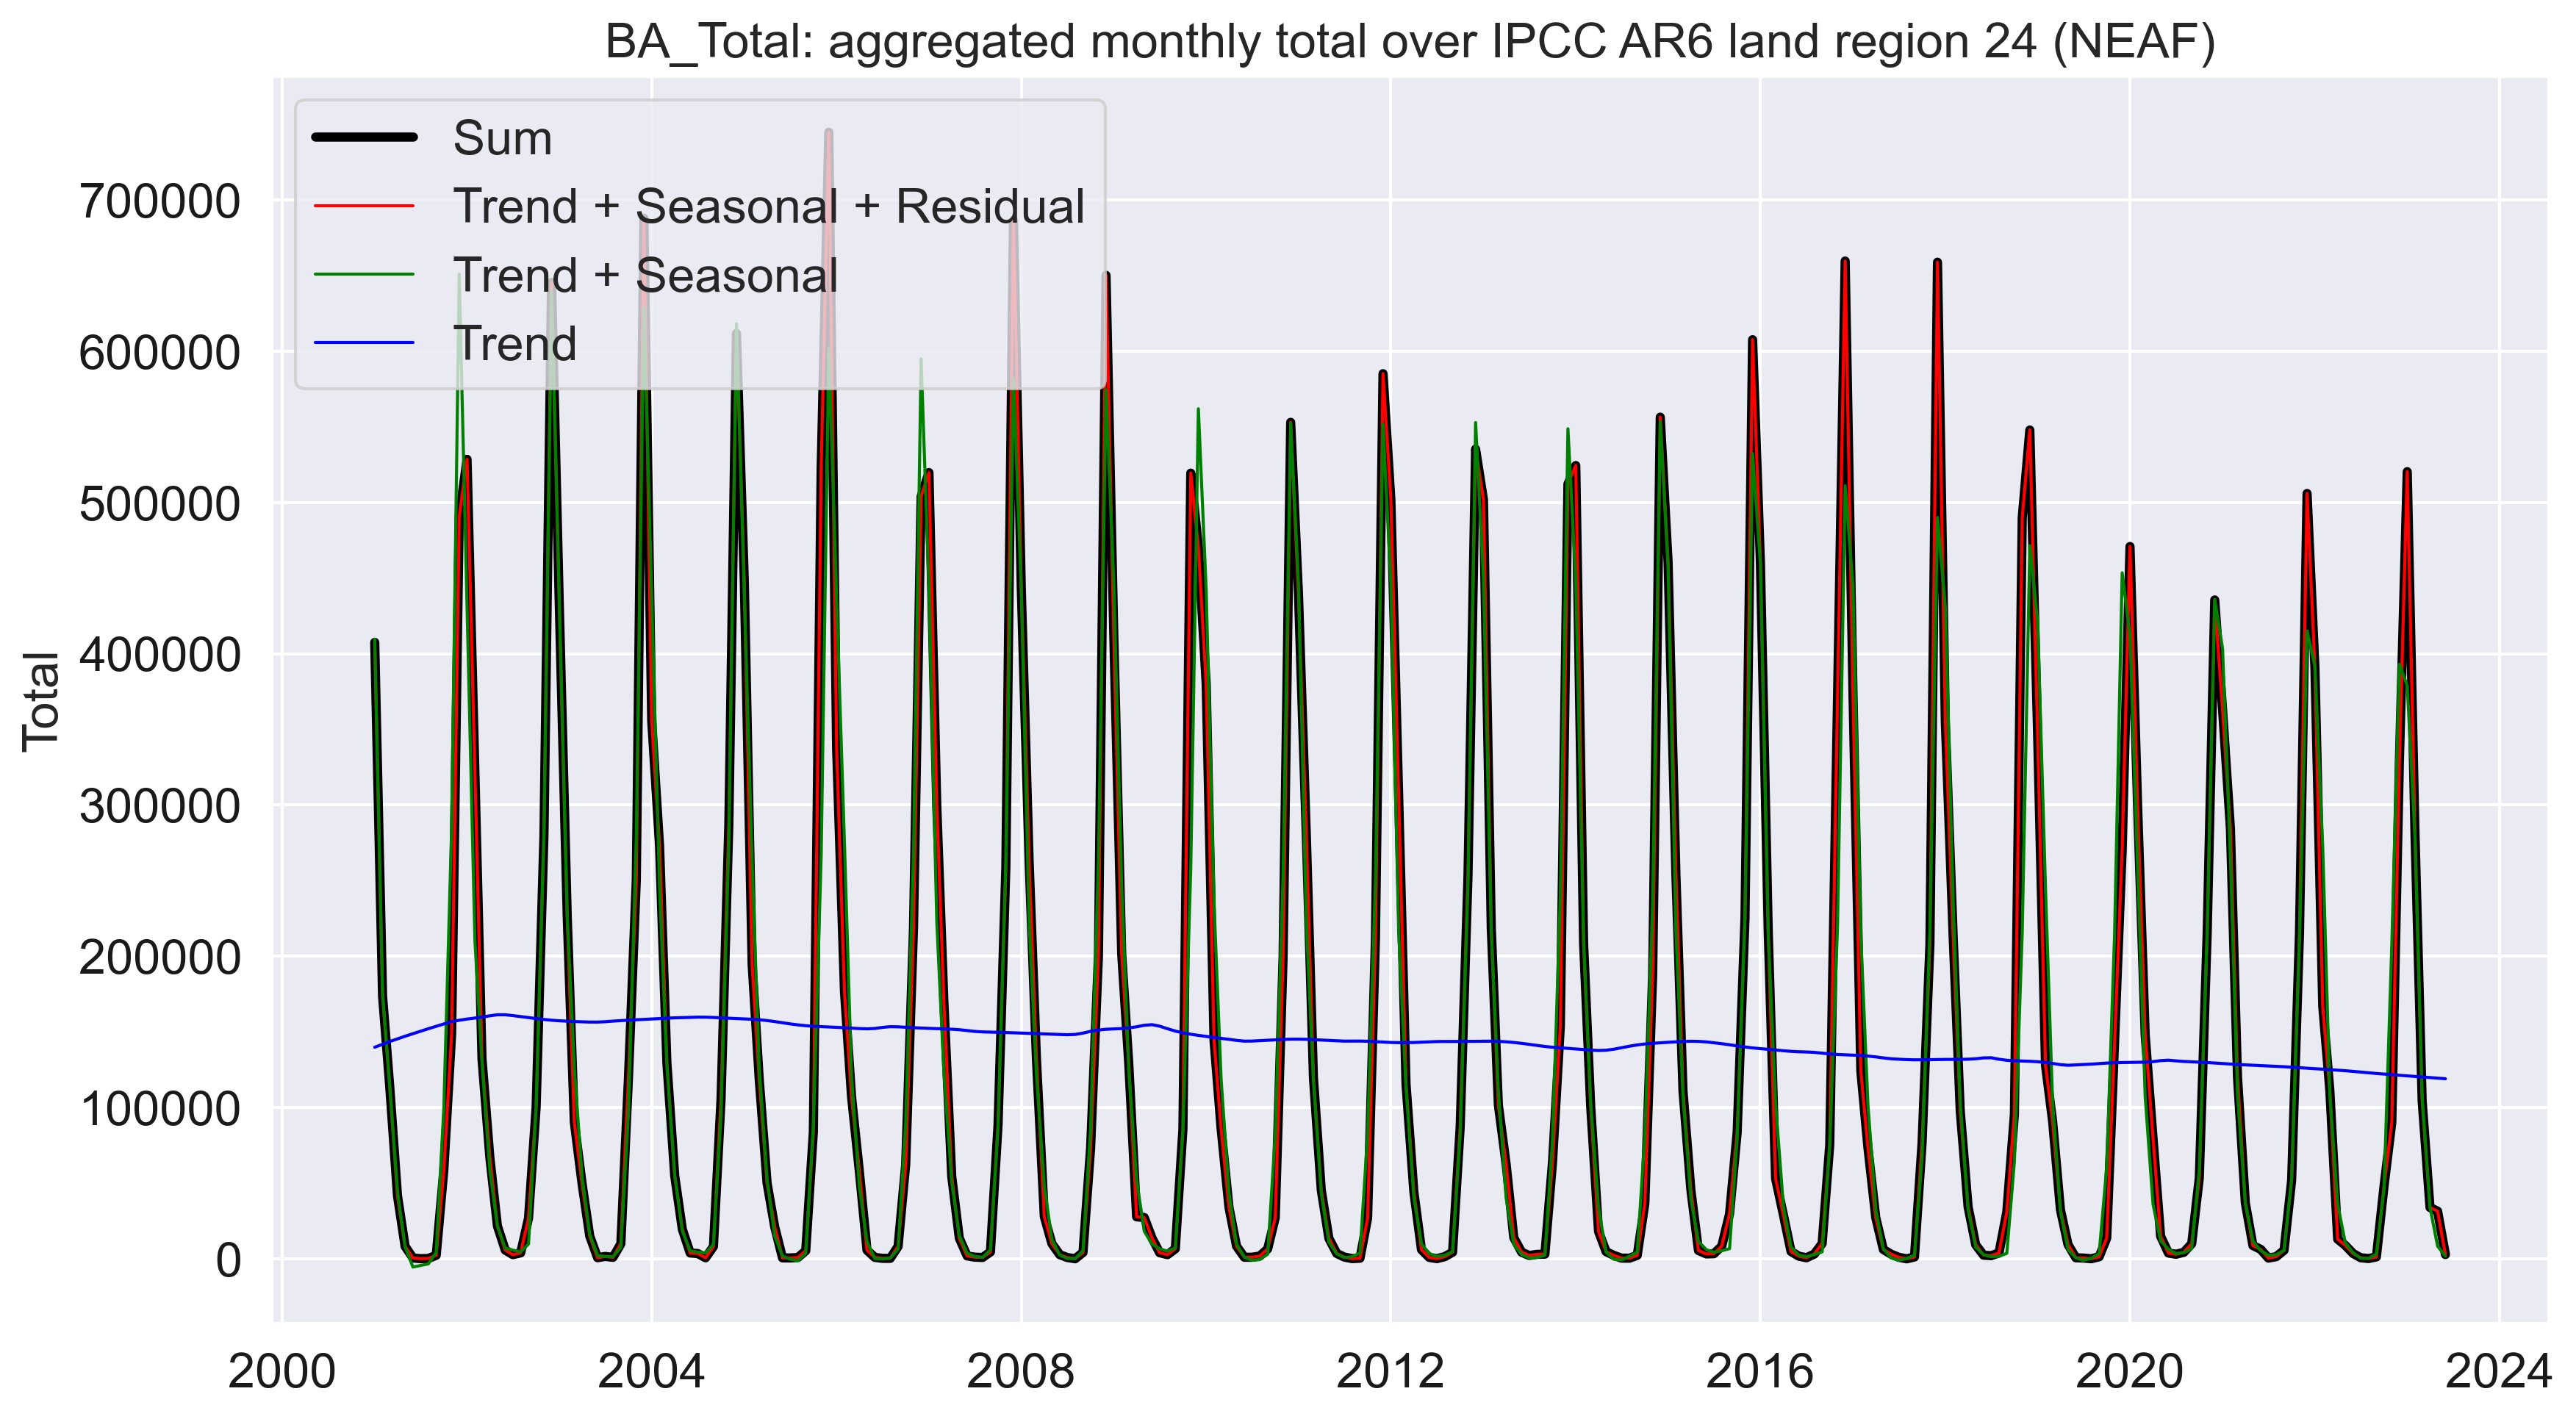 BA_Total: aggregated monthly total over IPCC AR6 land region 24 (NEAF)
Sum
Trend + Seasonal + Residual
Trend + Seasonal
Trend
Total
700000
600000
500000
400000
300000
200000
100000
0
2000 2004 2008 2012 2016 2020 2024